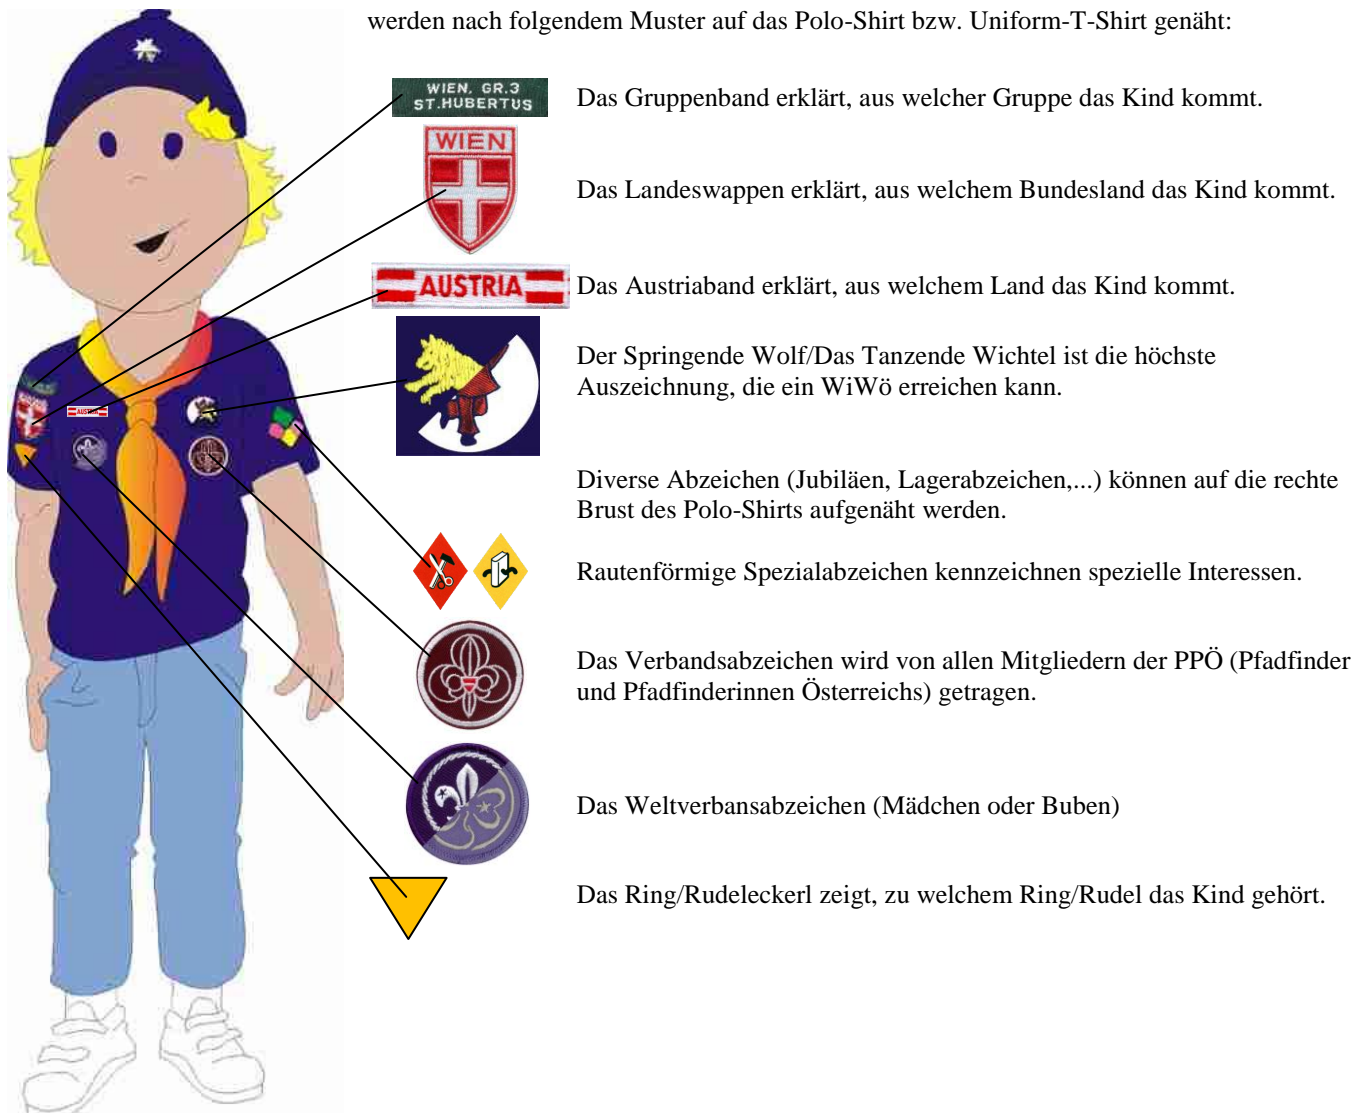 werden nach folgendem Muster auf das Polo-Shirt bzw. Uniform-T-Shirt genäht:
WIEN, GR.3
ST.HUBERTUS
Das Gruppenband erklärt, aus welcher Gruppe das Kind kommt.
WIEN
Das Landeswappen erklärt, aus welchem Bundesland das Kind kommt.
AUSTRIA
Das Austriaband erklärt, aus welchem Land das Kind kommt.
Der Springende Wolf/Das Tanzende Wichtel ist die höchste
Auszeichnung, die ein WiWö erreichen kann.
AUSTRIA
Diverse Abzeichen (Jubiläen, Lagerabzeichen,...) können auf die rechte
Brust des Polo-Shirts aufgenäht werden.
Rautenförmige Spezialabzeichen kennzeichnen spezielle Interessen.
Das Verbandsabzeichen wird von allen Mitgliedern der PPÖ (Pfadfinder
und Pfadfinderinnen Österreichs) getragen.
Das Weltverbansabzeichen (Mädchen oder Buben)
Das Ring/Rudeleckerl zeigt, zu welchem Ring/Rudel das Kind gehört.